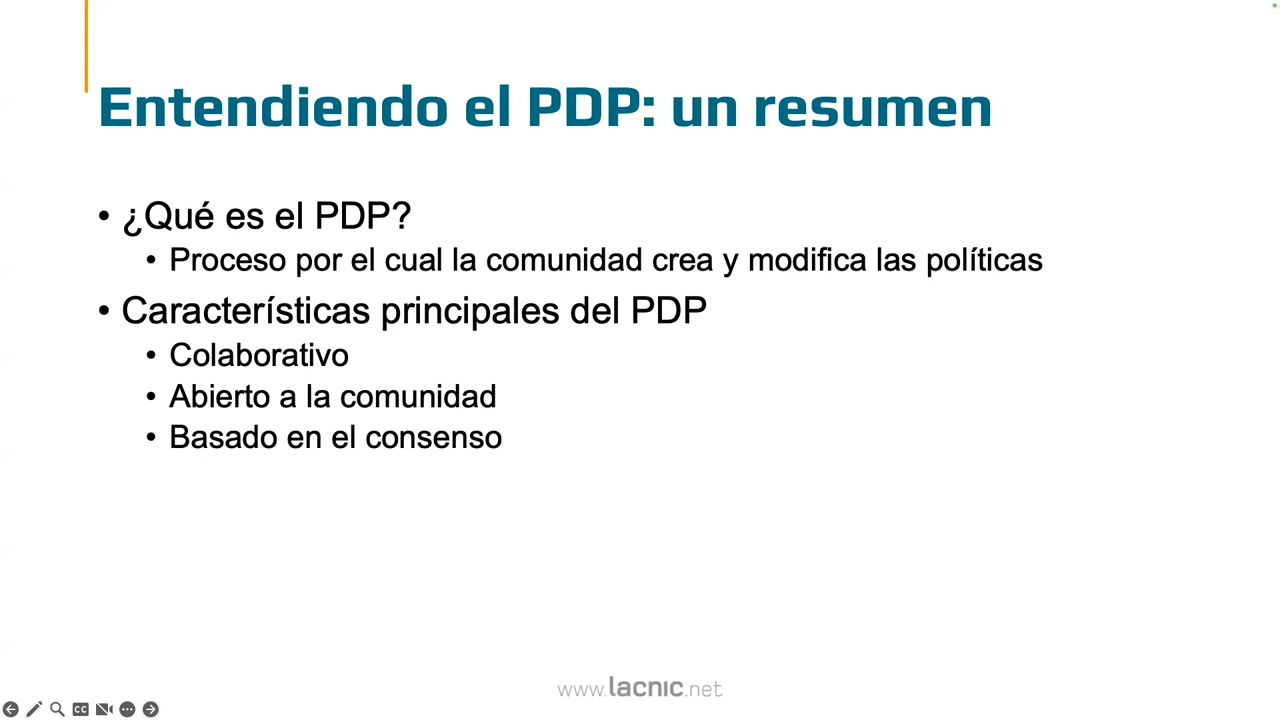 Entendiendo el PDP: un resumen
• ¿Qué es el PDP?
• Proceso por el cual la comunidad crea y modifica las políticas
• Características principales del PDP
• Colaborativo
• Abierto a la comunidad
• Basado en el consenso
www.lacnic.net
CC